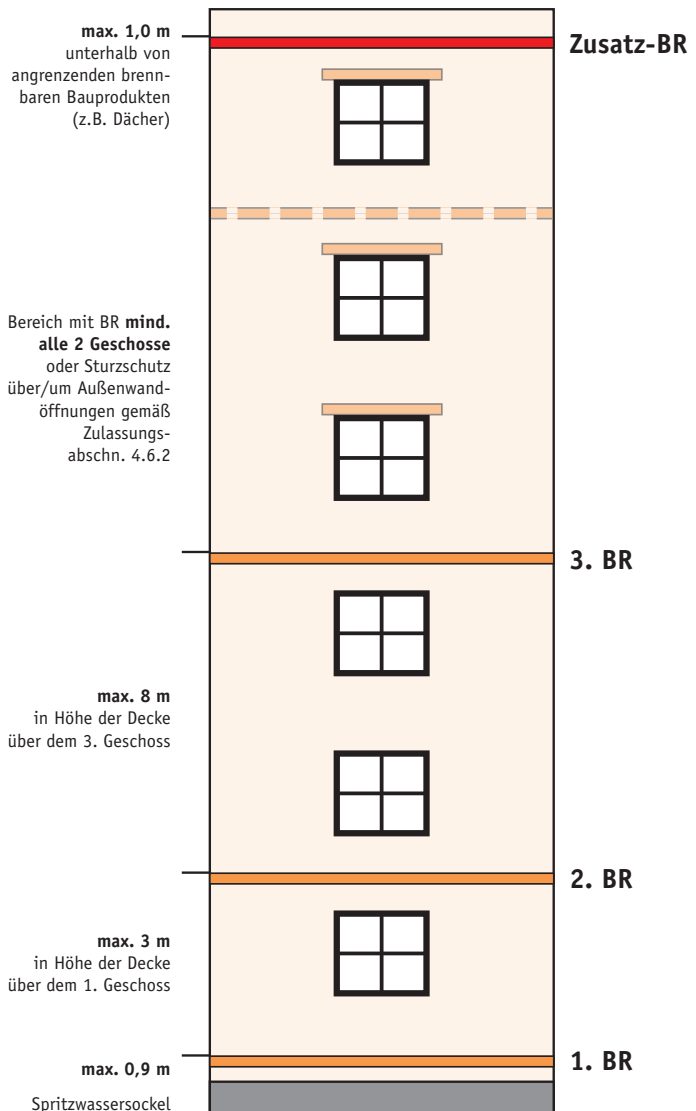 max. 1,0 m
unterhalb von
angrenzenden brenn-
baren Bauprodukten
(z.B. Dächer)
Zusatz-BR
Bereich mit BR mind.
alle 2 Geschosse
oder Sturzschutz
über/um Außenwand-
öffnungen gemäß
Zulassungs-
abschn. 4.6.2
3. BR
max. 8 m
in Höhe der Decke
über dem 3. Geschoss
2. BR
max. 3 m
in Höhe der Decke
über dem 1. Geschoss
1. BR
max. 0,9 m
Spritzwassersockel